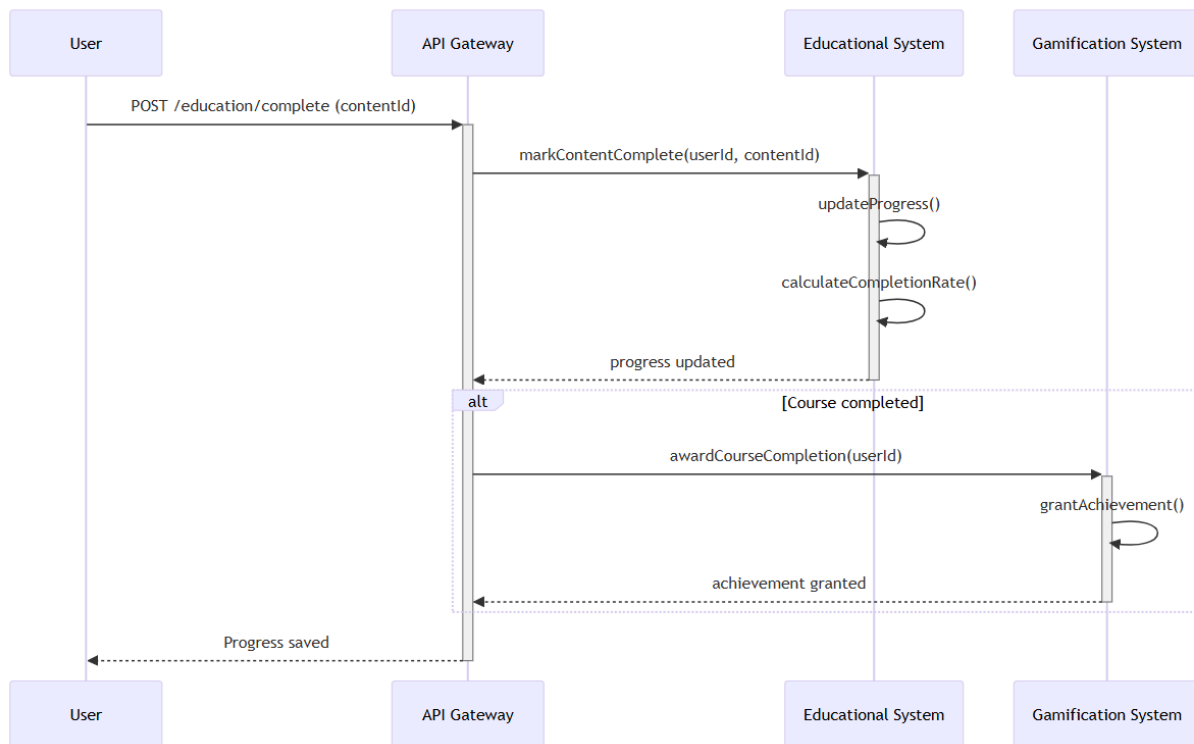 User
API Gateway
Educational System
Gamification System
POST /education/complete (contentId)
markContentComplete(userId, contentId)
updateProgress()
calculateCompletionRate()
progress updated
alt
[Course completed]
awardCourseCompletion(userId)
grantAchievement()
achievement granted
Progress saved
User
API Gateway
Educational System
Gamification System